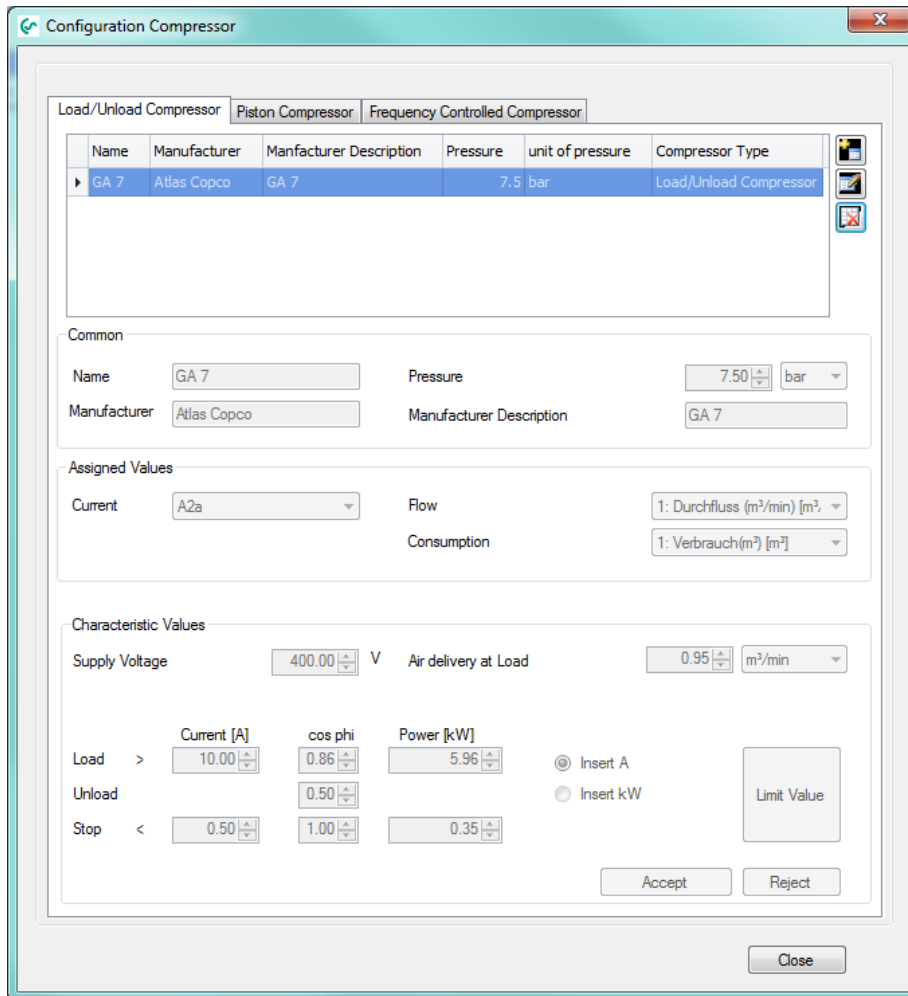 Configuration Compressor
Load/Unload Compressor Piston Compressor Frequency Controlled Compressor
Name Manufacturer Manfacturer Description Pressure unit of pressure Compressor Type
GA 7 Atlas Copco GA 7 7.5 bar Load/Unload Compressor
Common
Name GA 7 Pressure 7.50 bar
Manufacturer Atlas Copco Manufacturer Description GA 7
Assigned Values
Current A2a Flow 1: Durchfluss (m³/min) [m³,
Consumption 1: Verbrauch(m³) [m³]
Characteristic Values
Supply Voltage 400.00 V Air delivery at Load 0.95 m³/min
Current [A] cos phi Power [kW]
Load > 10.00 0.86 5.96 Insert A
Unload 0.50 Insert kW Limit Value
Stop < 0.50 1.00 0.35
Accept Reject
Close